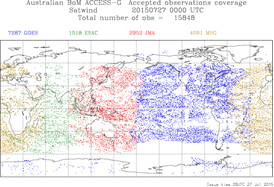 Australian BoM ACCESS-G Accepted observations coverage
Satwind 20150727 0000 UTC
Total number of obs = 15848
7287 GOES 1518 ESAC 2952 JMA 4091 MSG
Issue time 09UTC 27 Jul 2015